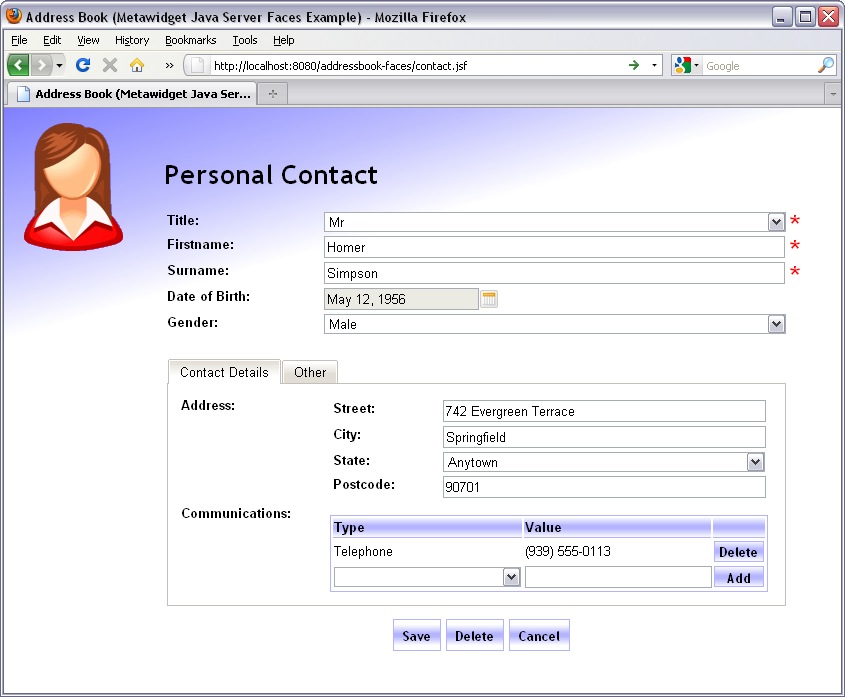 Address Book (Metawidget Java Server Faces Example) - Mozilla Firefox
File Edit View History Bookmarks Tools Help
» http://localhost:8080/addressbook-faces/contact.jsf Google
Address Book (Metawidget Java Ser...
Personal Contact
Title: Mr *
Firstname: Homer *
Surname: Simpson *
Date of Birth: May 12, 1956
Gender: Male
Contact Details Other
Address: Street: 742 Evergreen Terrace
City: Springfield
State: Anytown
Postcode: 90701
Communications:
Type Value
Telephone (939) 555-0113 Delete
Add
Save Delete Cancel